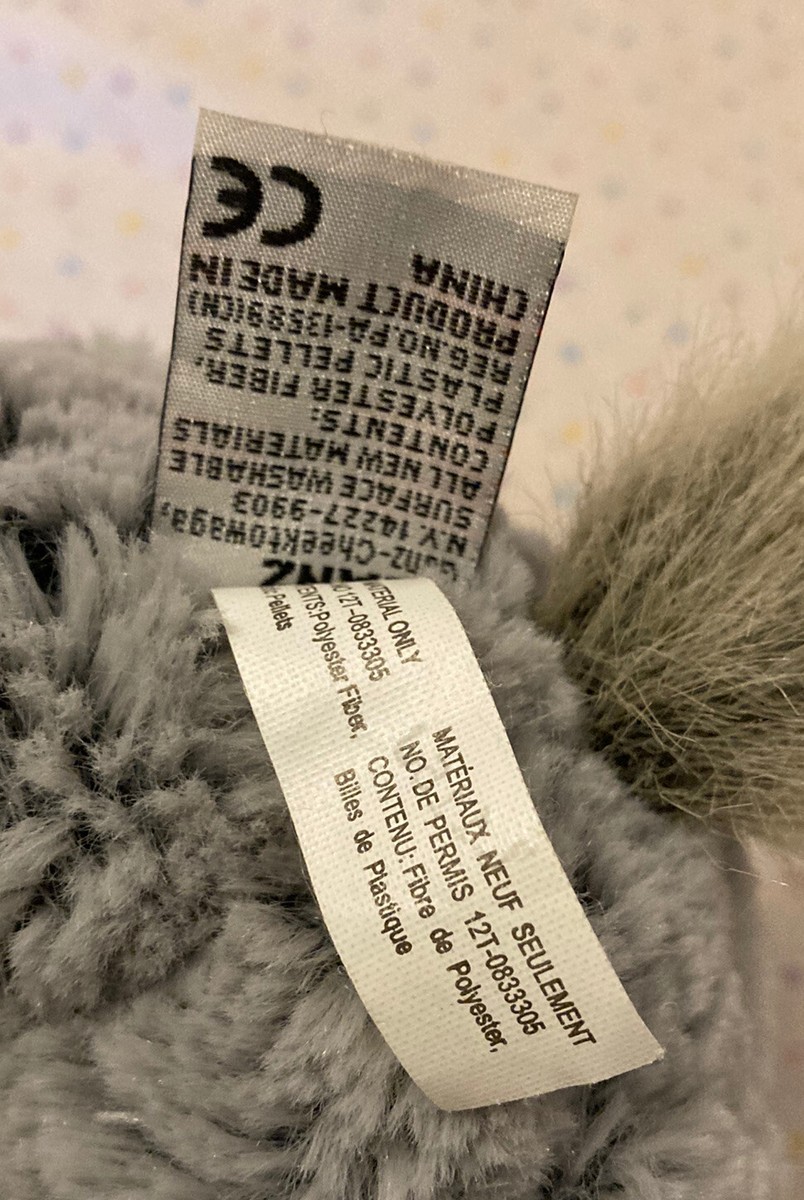 Ganz-Cheektowaga,
N.Y. 14227-9903
SURFACE WASHABLE
ALL NEW MATERIALS
CONTENTS:
POLYESTER FIBER,
PLASTIC PELLETS
REG.NO.PA-13589(CN)
PRODUCT MADE IN
CHINA
CE
ONLY
12T-0833305
Polyester Fiber,
Pellets
MATÉRIAUX NEUF SEULEMENT
NO. DE PERMIS 12T-0833305
CONTENU: Fibre de Polyester,
Billes de Plastique